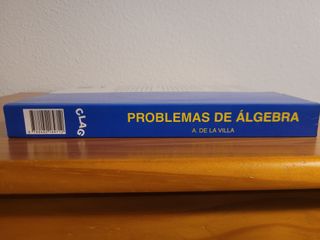 CLAG
PROBLEMAS DE ÁLGEBRA
A. DE LA VILLA